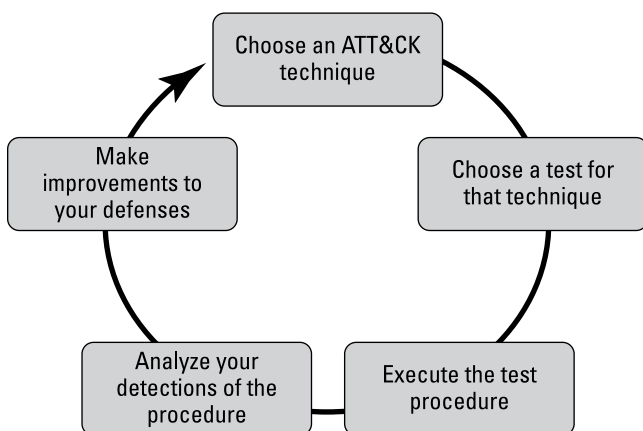 Choose an ATT&CK
technique
Choose a test for
that technique
Execute the test
procedure
Analyze your
detections of the
procedure
Make
improvements to
your defenses